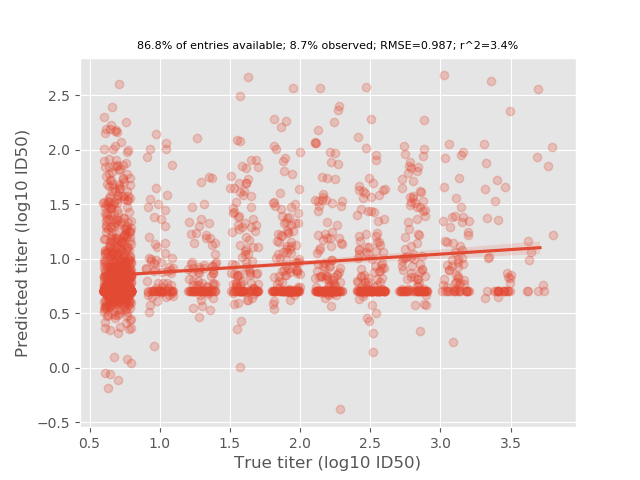 86.8% of entries available; 8.7% observed; RMSE=0.987; r^2=3.4%
Predicted titer (log10 ID50)
2.5
2.0
1.5
1.0
0.5
0.0
−0.5
0.5 1.0 1.5 2.0 2.5 3.0 3.5
True titer (log10 ID50)